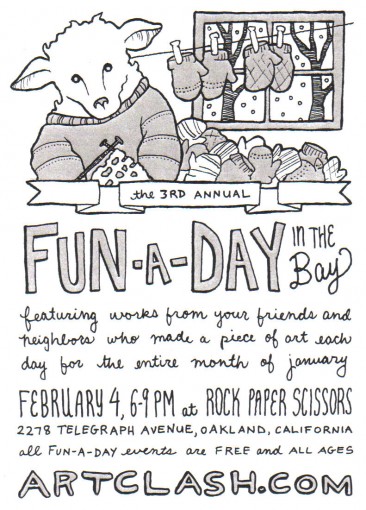 the 3RD ANNUAL
FUN-A-DAY IN THE Bay
featuring works from your friends and
neighbors who made a piece of art each
day for the entire month of january
FEBRUARY 4, 6-9 PM at ROCK PAPER SCISSORS
2278 TELEGRAPH AVENUE, OAKLAND, CALIFORNIA
all FUN-A-DAY events are FREE and ALL AGES
ARTCLASH.COM